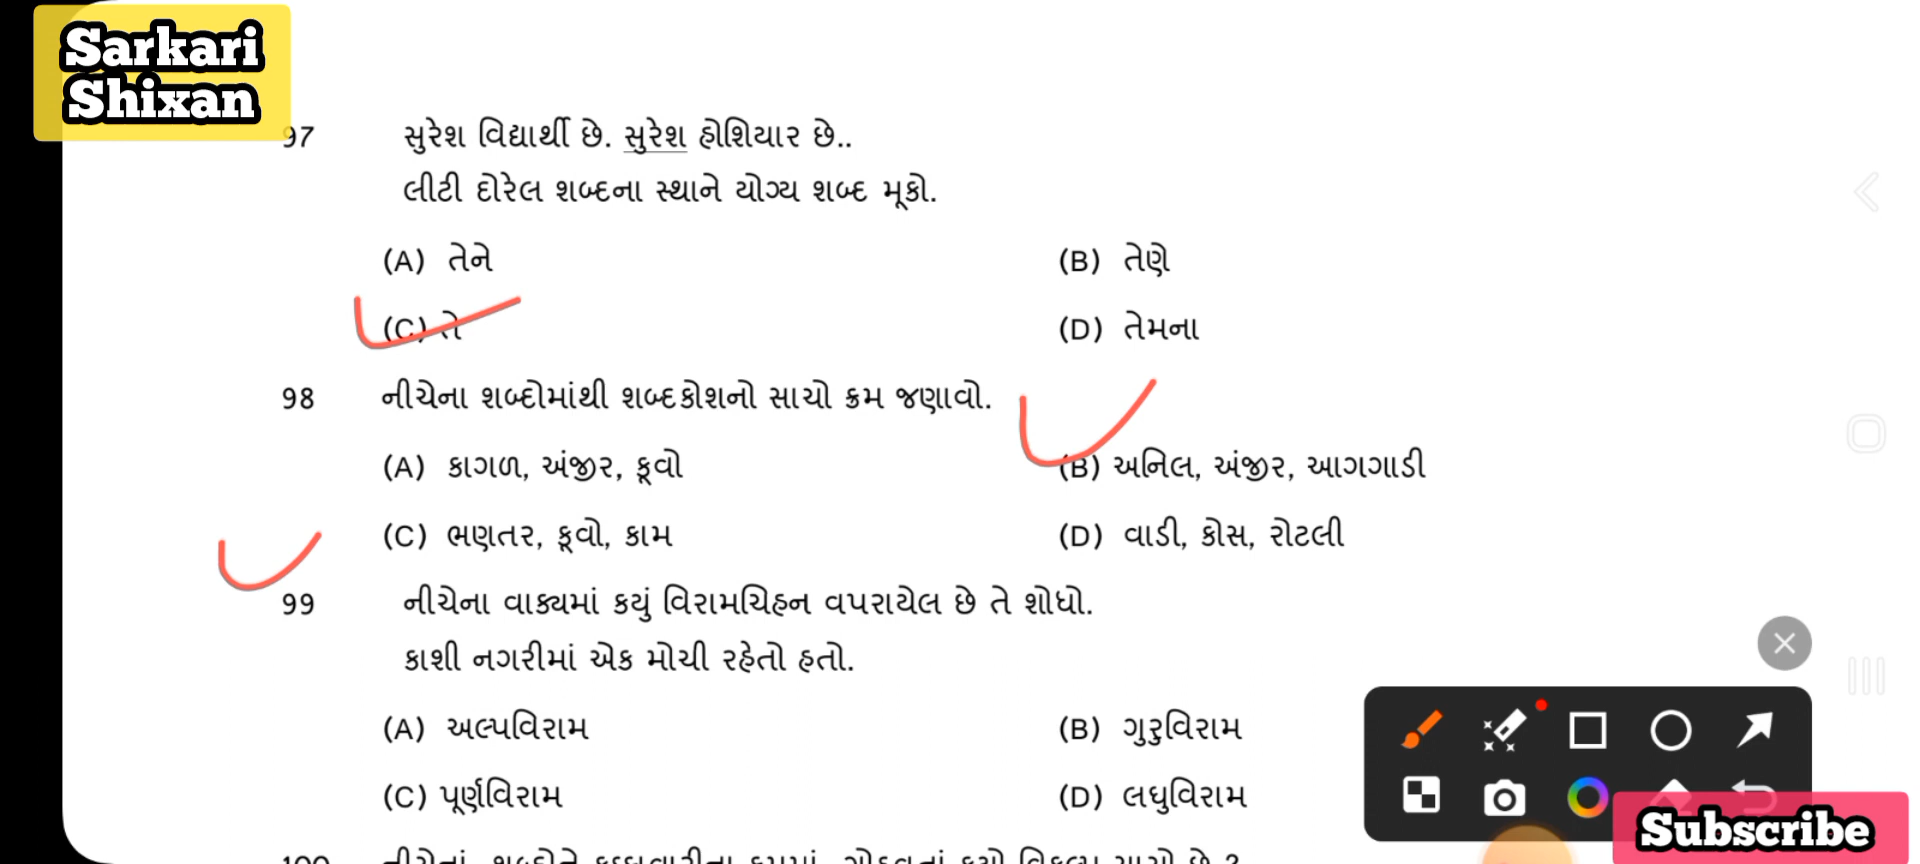 Sarkari
Shixan
97 સુરેશ વિદ્યાર્થી છે. સુરેશ હોશિયાર છે..
લીટી દોરેલ શબ્દના સ્થાને યોગ્ય શબ્દ મૂકો.
(A) તેને (B) તેણે
(C) તે (D) તેમના
98 નીચેના શબ્દોમાંથી શબ્દકોશનો સાચો ક્રમ જણાવો.
(A) કાગળ, અંજીર, કૂવો (B) અનિલ, અંજીર, આગગાડી
(C) ભણતર, કૂવો, કામ (D) વાડી, કોસ, રોટલી
99 નીચેના વાક્યમાં કયું વિરામચિહન વપરાયેલ છે તે શોધો.
કાશી નગરીમાં એક મોચી રહેતો હતો.
(A) અલ્પવિરામ (B) ગુરુવિરામ
(C) પૂર્ણવિરામ (D) લઘુવિરામ
Subscribe